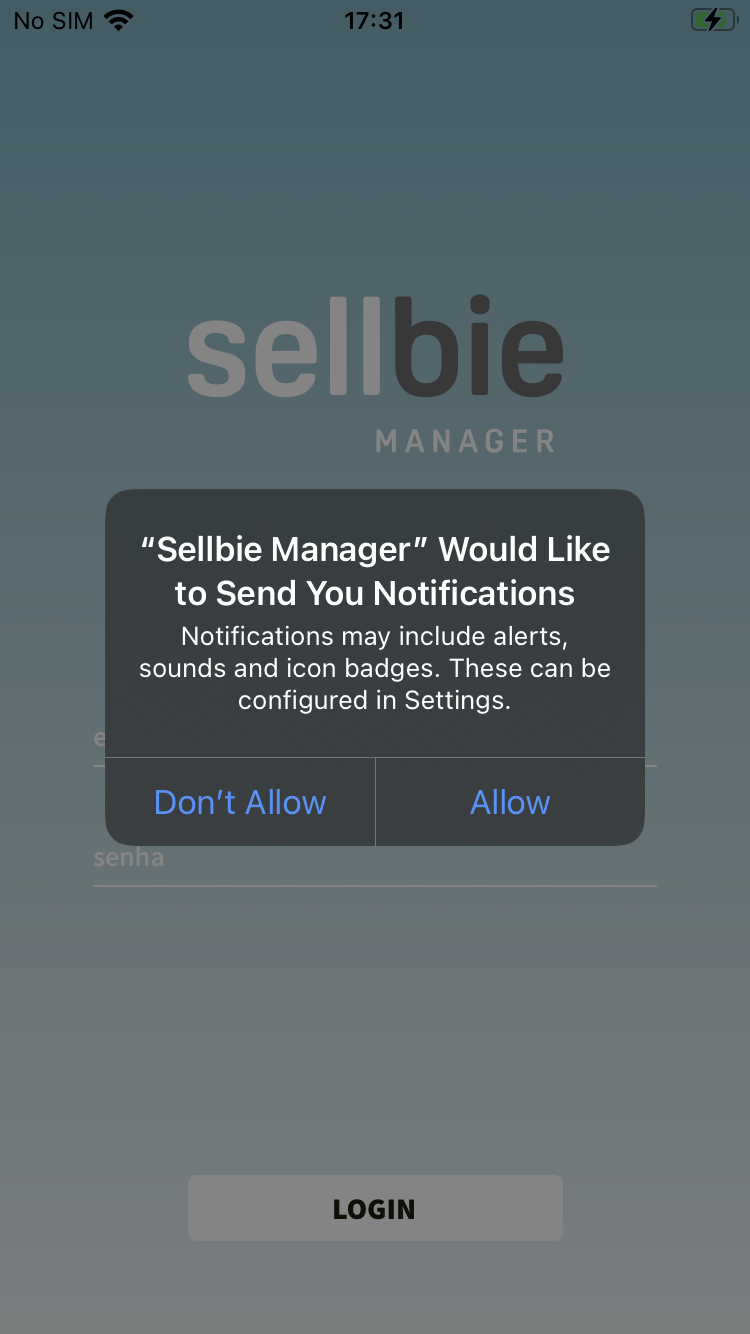 No SIM 17:31
sellbie
MANAGER
“Sellbie Manager” Would Like
to Send You Notifications
Notifications may include alerts,
sounds and icon badges. These can be
configured in Settings.
Don’t Allow Allow
senha
LOGIN